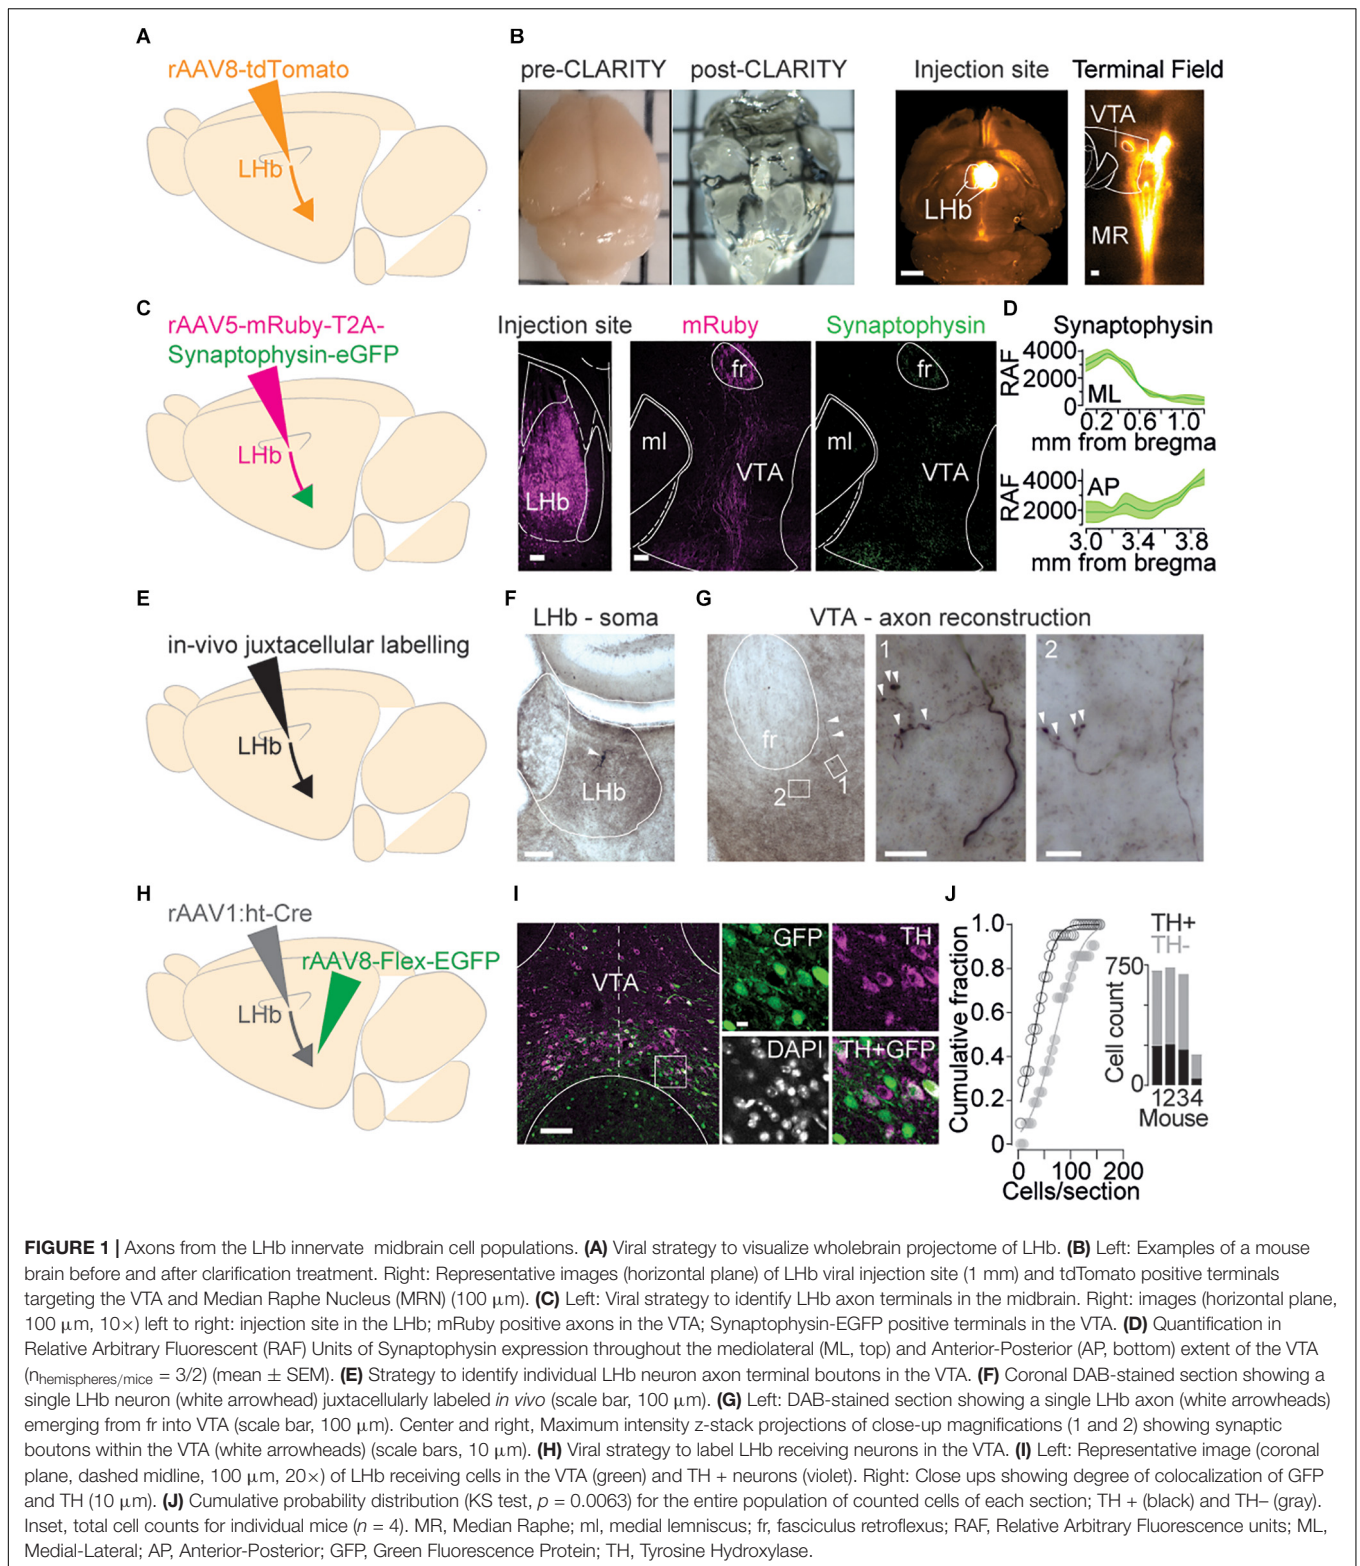 A
rAAV8-tdTomato
LHb
B
pre-CLARITY
post-CLARITY
Injection site
Terminal Field
LHb
VTA
MR
C
rAAV5-mRuby-T2A-
Synaptophysin-eGFP
LHb
Injection site
mRuby
Synaptophysin
LHb
fr
ml
VTA
fr
ml
VTA
D
Synaptophysin
RAF
4000
2000
0
ML
0.2 0.6 1.0
mm from bregma
RAF
4000
2000
AP
3.0 3.4 3.8
mm from bregma
E
in-vivo juxtacellular labelling
LHb
F
LHb - soma
LHb
G
VTA - axon reconstruction
fr
2
1
1
2
H
rAAV1:ht-Cre
rAAV8-Flex-EGFP
LHb
I
VTA
GFP
TH
DAPI
TH+GFP
J
Cumulative fraction
1.0
0.8
0.6
0.4
0.2
0
0 100 200
Cells/section
TH+
TH-
Cell count
750
0
1234
Mouse
FIGURE 1 | Axons from the LHb innervate midbrain cell populations. (A) Viral strategy to visualize wholebrain projectome of LHb. (B) Left: Examples of a mouse
brain before and after clarification treatment. Right: Representative images (horizontal plane) of LHb viral injection site (1 mm) and tdTomato positive terminals
targeting the VTA and Median Raphe Nucleus (MRN) (100 μm). (C) Left: Viral strategy to identify LHb axon terminals in the midbrain. Right: images (horizontal plane,
100 μm, 10×) left to right: injection site in the LHb; mRuby positive axons in the VTA; Synaptophysin-EGFP positive terminals in the VTA. (D) Quantification in
Relative Arbitrary Fluorescent (RAF) Units of Synaptophysin expression throughout the mediolateral (ML, top) and Anterior-Posterior (AP, bottom) extent of the VTA
(nhemispheres/mice = 3/2) (mean ± SEM). (E) Strategy to identify individual LHb neuron axon terminal boutons in the VTA. (F) Coronal DAB-stained section showing a
single LHb neuron (white arrowhead) juxtacellularly labeled in vivo (scale bar, 100 μm). (G) Left: DAB-stained section showing a single LHb axon (white arrowheads)
emerging from fr into VTA (scale bar, 100 μm). Center and right, Maximum intensity z-stack projections of close-up magnifications (1 and 2) showing synaptic
boutons within the VTA (white arrowheads) (scale bars, 10 μm). (H) Viral strategy to label LHb receiving neurons in the VTA. (I) Left: Representative image (coronal
plane, dashed midline, 100 μm, 20×) of LHb receiving cells in the VTA (green) and TH + neurons (violet). Right: Close ups showing degree of colocalization of GFP
and TH (10 μm). (J) Cumulative probability distribution (KS test, p = 0.0063) for the entire population of counted cells of each section; TH + (black) and TH– (gray).
Inset, total cell counts for individual mice (n = 4). MR, Median Raphe; ml, medial lemniscus; fr, fasciculus retroflexus; RAF, Relative Arbitrary Fluorescence units; ML,
Medial-Lateral; AP, Anterior-Posterior; GFP, Green Fluorescence Protein; TH, Tyrosine Hydroxylase.